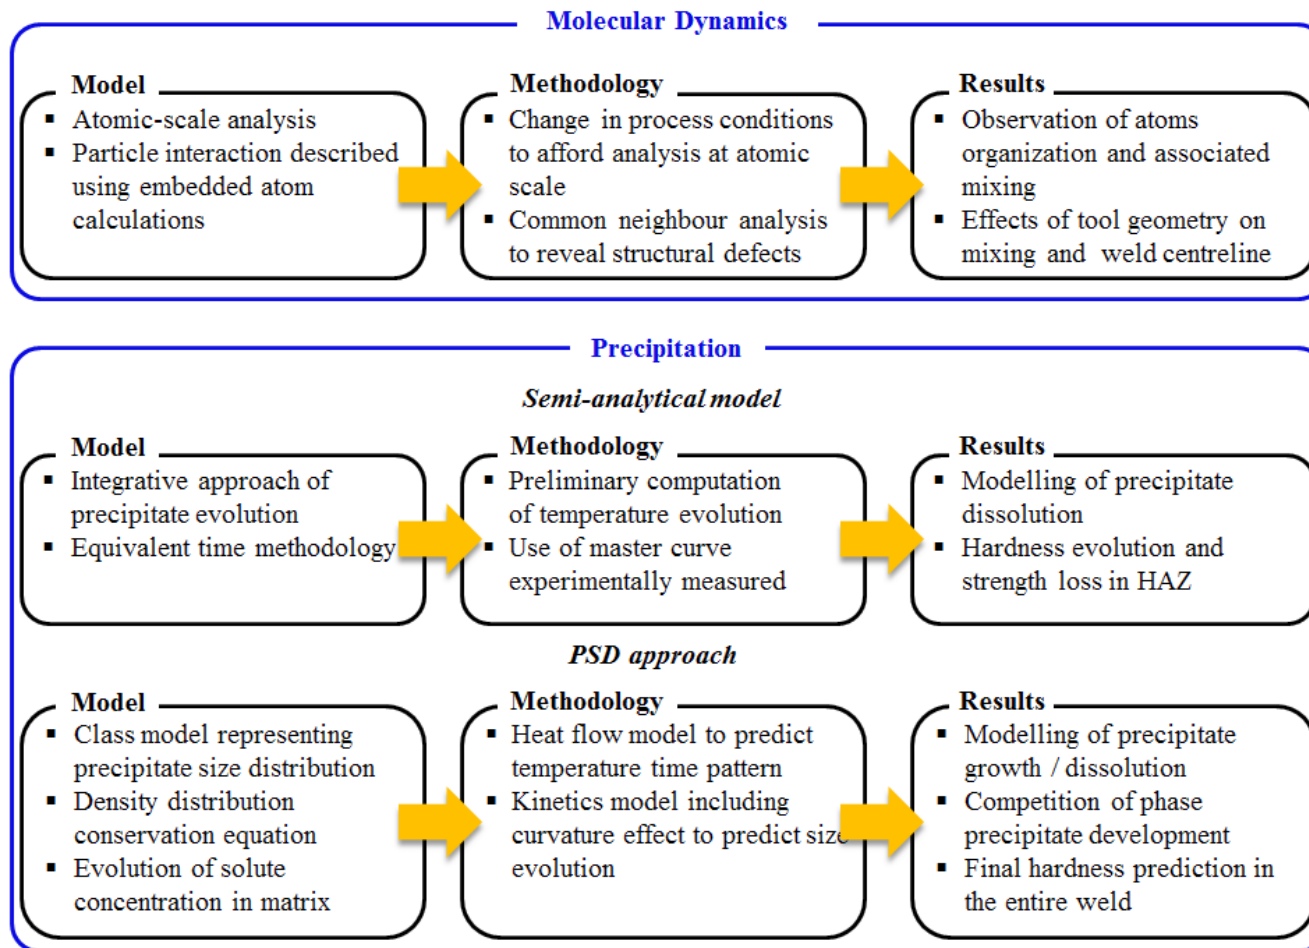 Molecular Dynamics
Model
▪ Atomic-scale analysis
▪ Particle interaction described
using embedded atom
calculations
Methodology
▪ Change in process conditions
to afford analysis at atomic
scale
▪ Common neighbour analysis
to reveal structural defects
Results
▪ Observation of atoms
organization and associated
mixing
▪ Effects of tool geometry on
mixing and weld centreline
Precipitation
Semi-analytical model
Model
▪ Integrative approach of
precipitate evolution
▪ Equivalent time methodology
Methodology
▪ Preliminary computation
of temperature evolution
▪ Use of master curve
experimentally measured
Results
▪ Modelling of precipitate
dissolution
▪ Hardness evolution and
strength loss in HAZ
PSD approach
Model
▪ Class model representing
precipitate size distribution
▪ Density distribution
conservation equation
▪ Evolution of solute
concentration in matrix
Methodology
▪ Heat flow model to predict
temperature time pattern
▪ Kinetics model including
curvature effect to predict size
evolution
Results
▪ Modelling of precipitate
growth / dissolution
▪ Competition of phase
precipitate development
▪ Final hardness prediction in
the entire weld